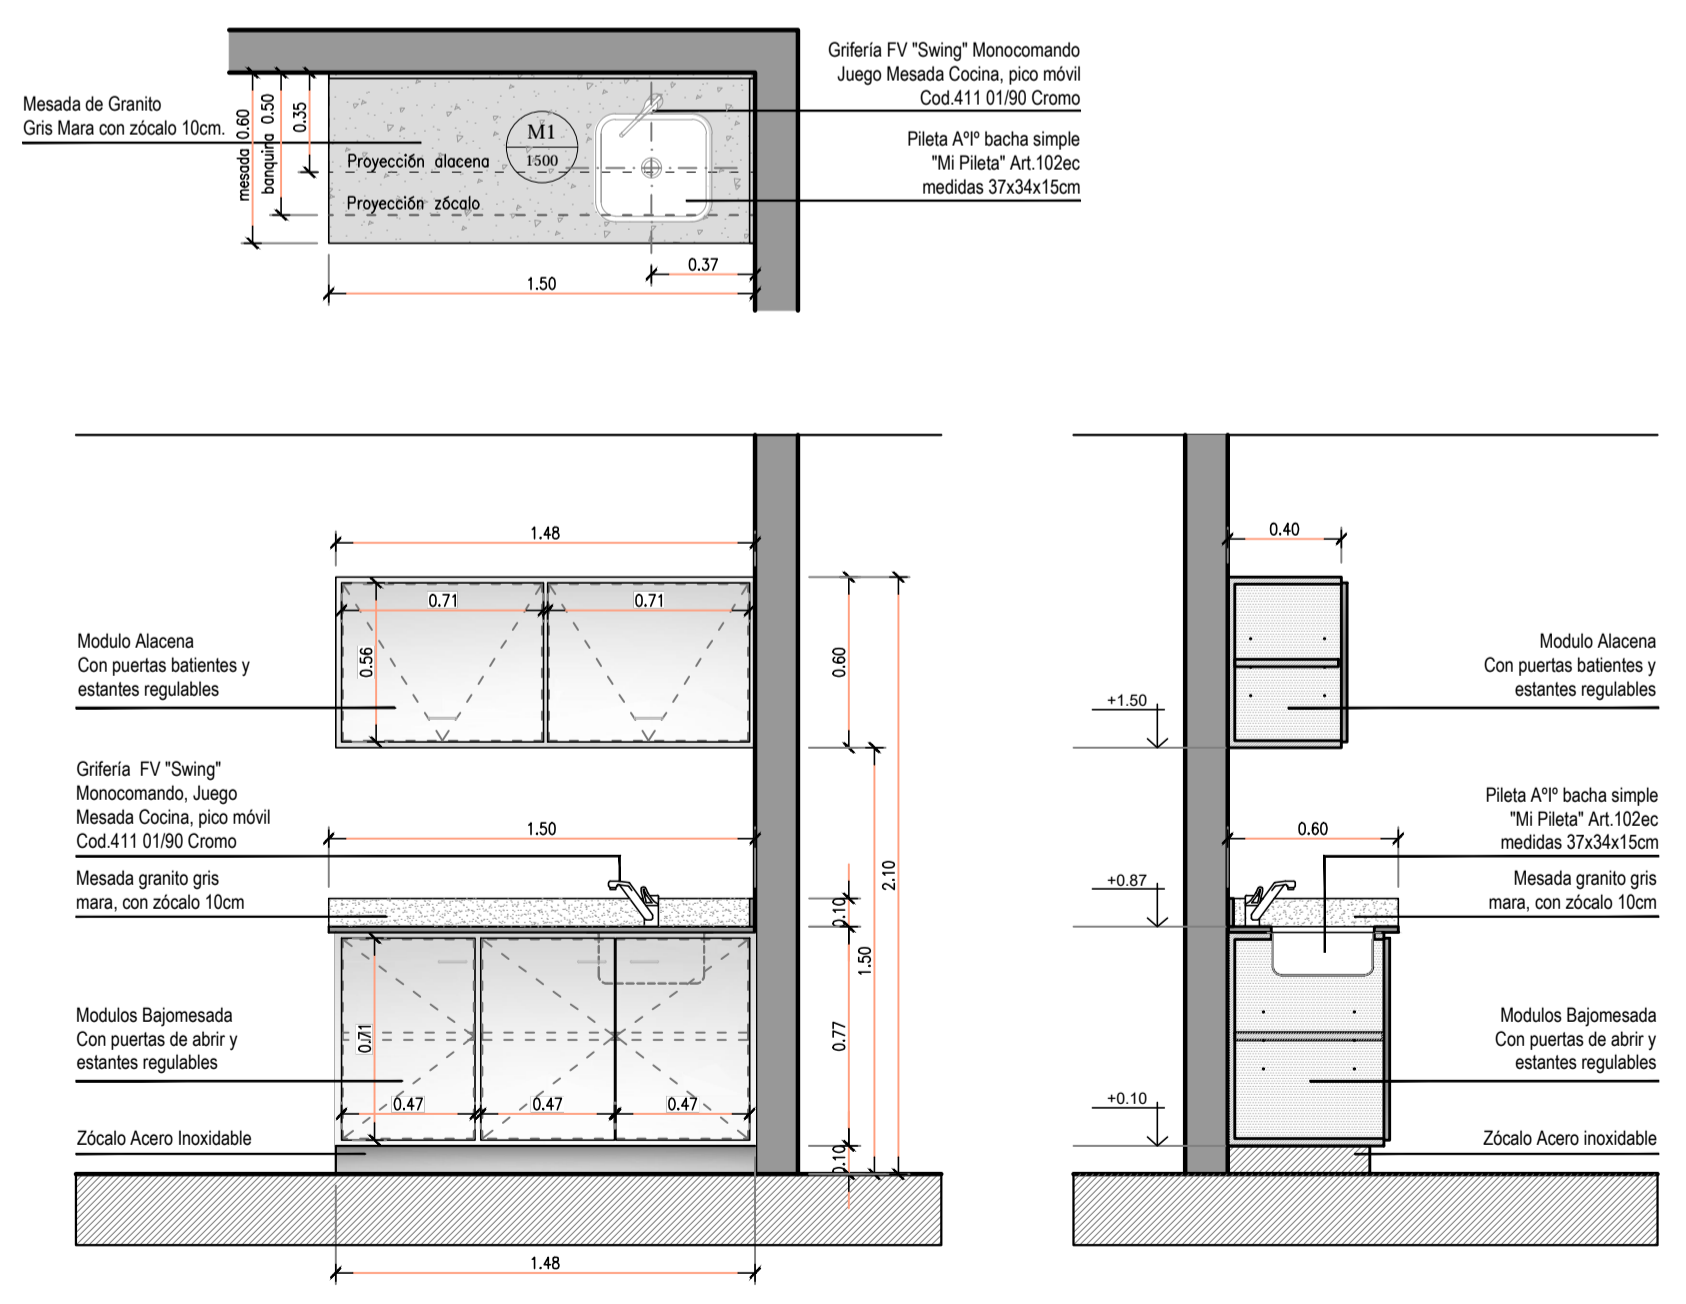 Grifería FV "Swing" Monocomando
Juego Mesada Cocina, pico móvil
Cod.411 01/90 Cromo
Mesada de Granito
Gris Mara con zócalo 10cm.
mesada 0.60
banquina 0.50
0.35
M1
1500
Proyección alacena
Proyección zócalo
Pileta Aºlº bacha simple
"Mi Pileta" Art.102ec
medidas 37x34x15cm
0.37
1.50
1.48
0.71
0.71
0.56
Modulo Alacena
Con puertas batientes y
estantes regulables
0.60
2.10
1.50
Grifería FV "Swing"
Monocomando, Juego
Mesada Cocina, pico móvil
Cod.411 01/90 Cromo
1.50
Mesada granito gris
mara, con zócalo 10cm
0.10
0.77
0.71
Modulos Bajomesada
Con puertas de abrir y
estantes regulables
0.47
0.47
0.47
Zócalo Acero Inoxidable
0.10
1.48
0.40
Modulo Alacena
Con puertas batientes y
estantes regulables
+1.50
0.60
Pileta Aºlº bacha simple
"Mi Pileta" Art.102ec
medidas 37x34x15cm
+0.87
Mesada granito gris
mara, con zócalo 10cm
Modulos Bajomesada
Con puertas de abrir y
estantes regulables
+0.10
Zócalo Acero inoxidable